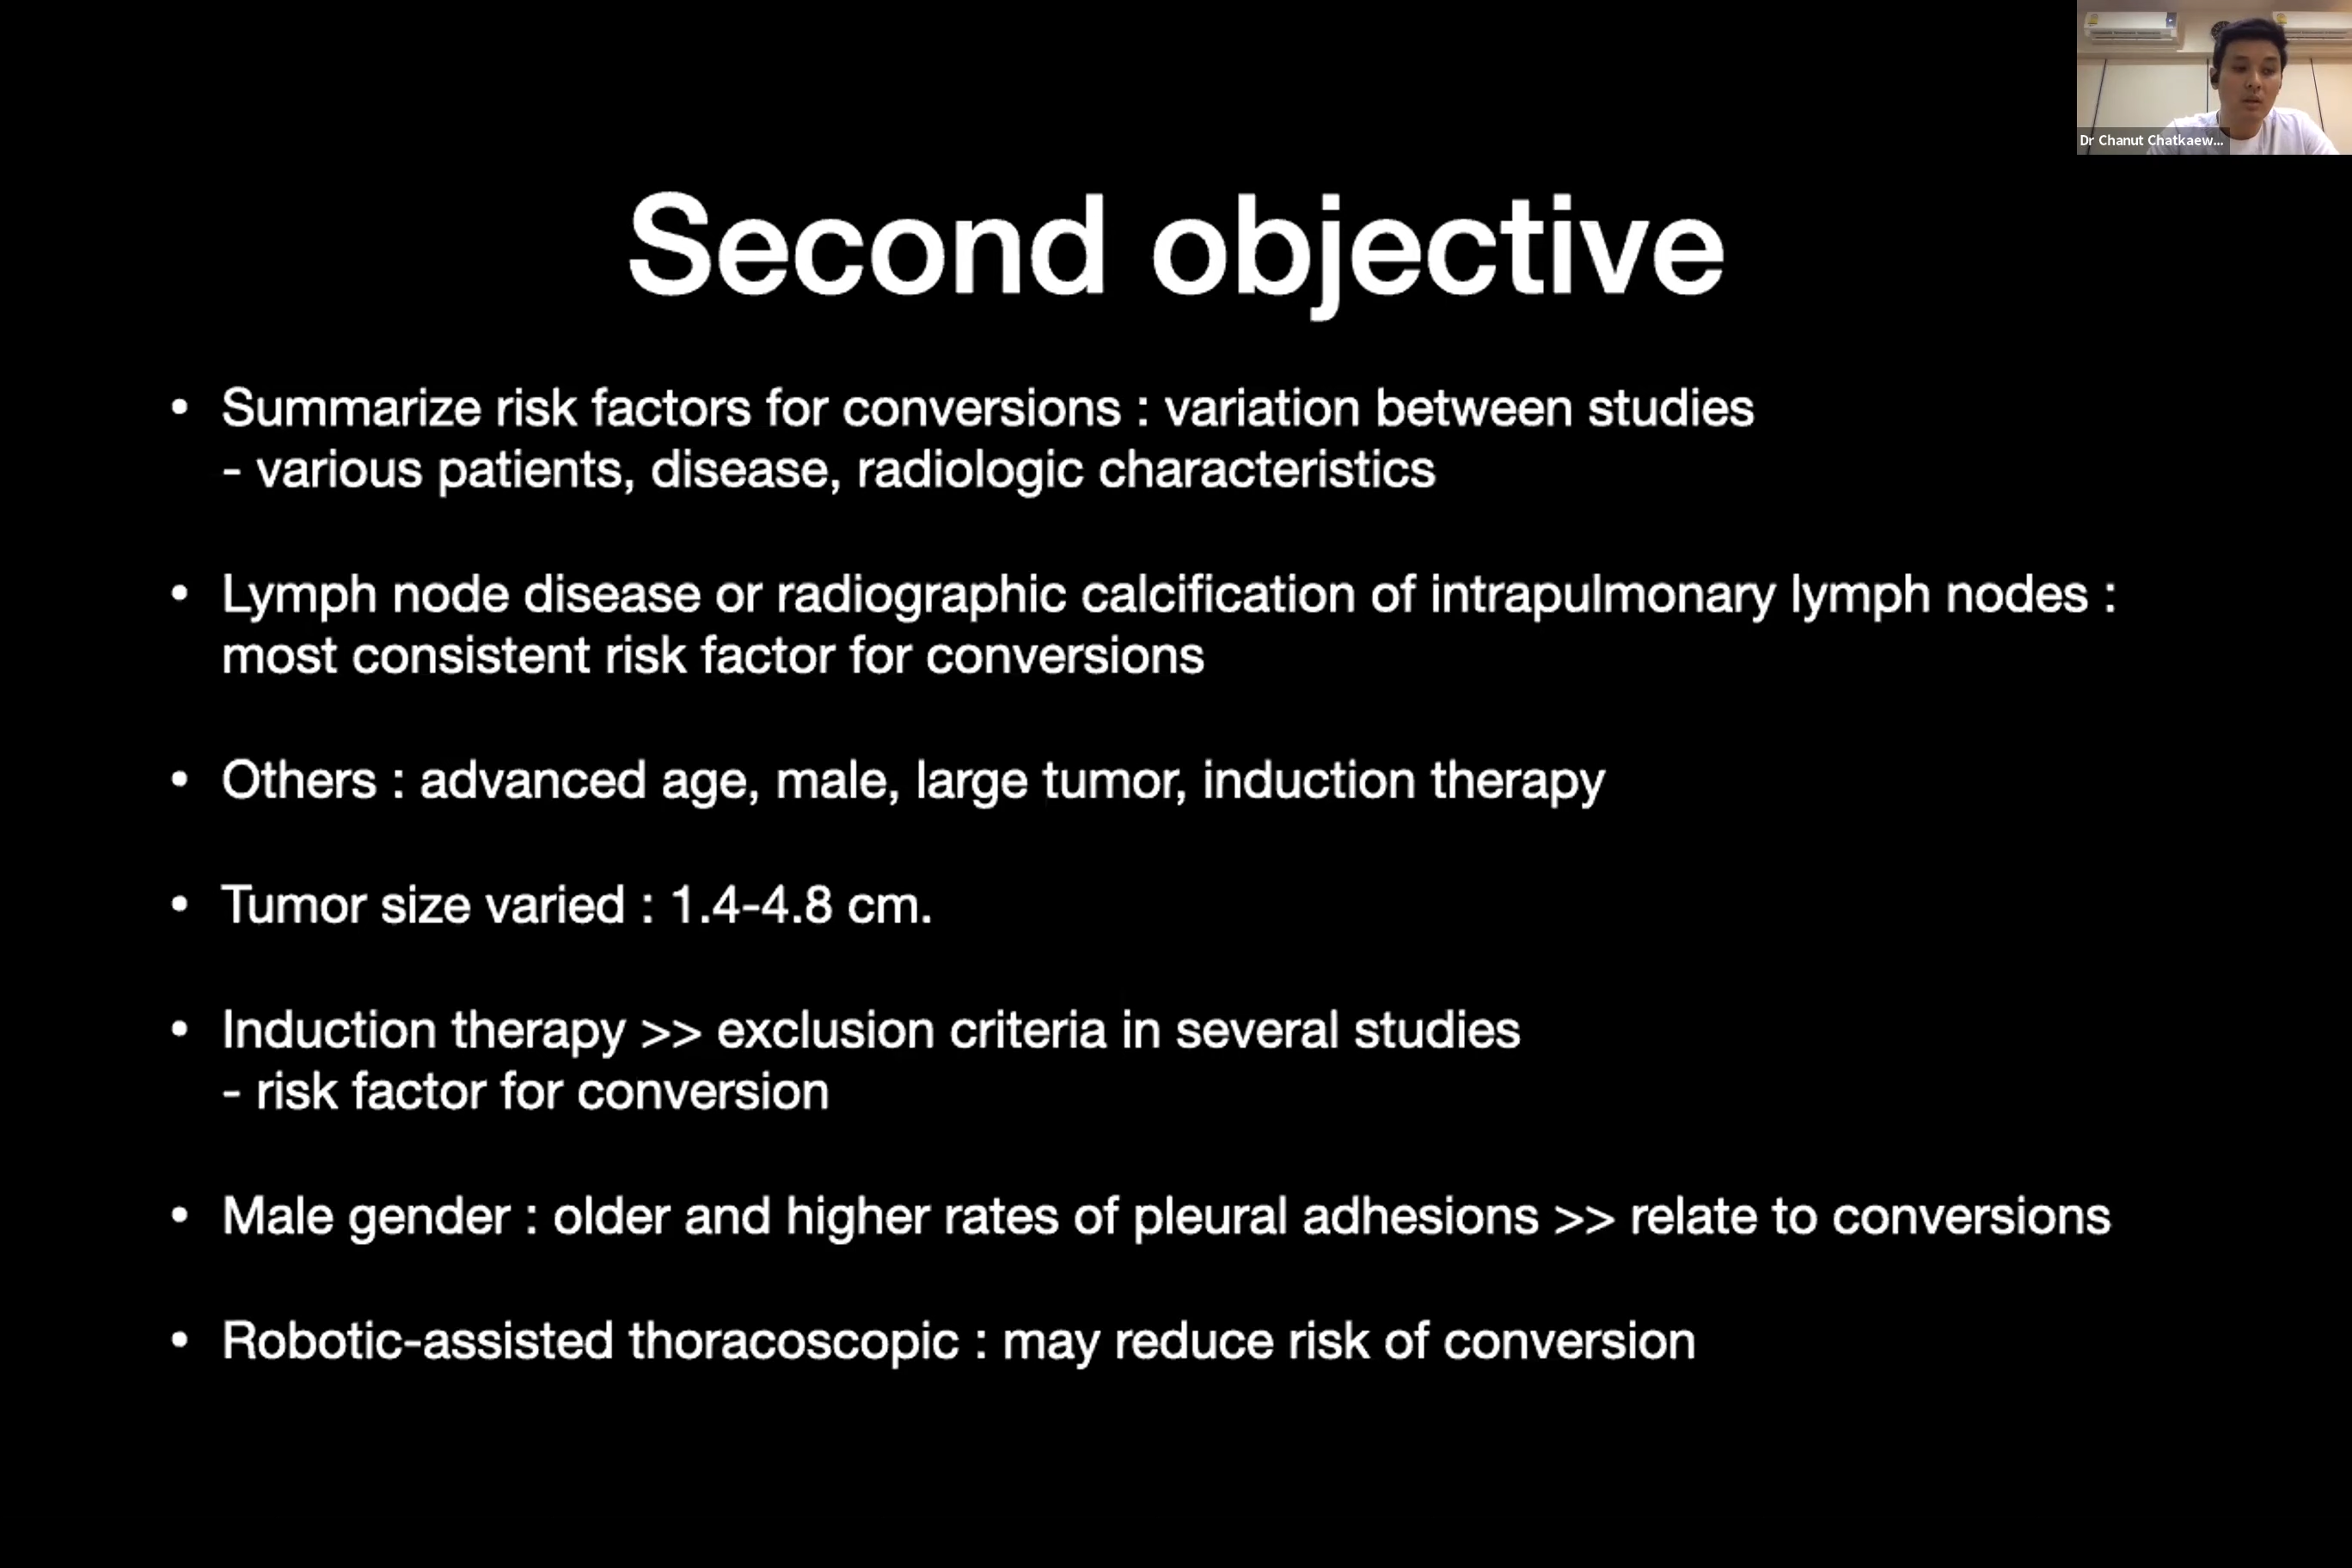 Dr Chanut Chatkaew...
Second objective
• Summarize risk factors for conversions : variation between studies
- various patients, disease, radiologic characteristics
• Lymph node disease or radiographic calcification of intrapulmonary lymph nodes :
most consistent risk factor for conversions
• Others : advanced age, male, large tumor, induction therapy
• Tumor size varied : 1.4-4.8 cm.
• Induction therapy >> exclusion criteria in several studies
- risk factor for conversion
• Male gender : older and higher rates of pleural adhesions >> relate to conversions
• Robotic-assisted thoracoscopic : may reduce risk of conversion